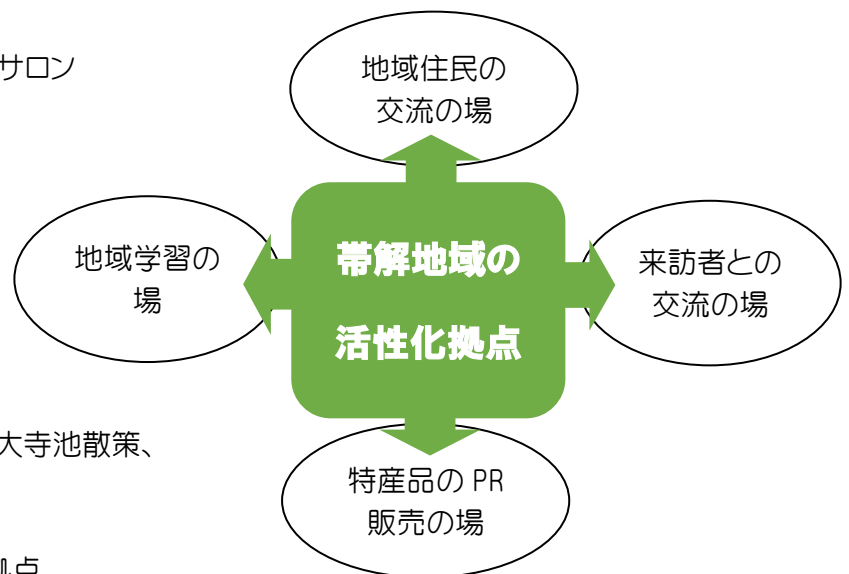 サロン
地域住民の
交流の場
地域学習の
場
帯解地域の
活性化拠点
来訪者との
交流の場
大寺池散策、
特産品の PR
販売の場
拠点